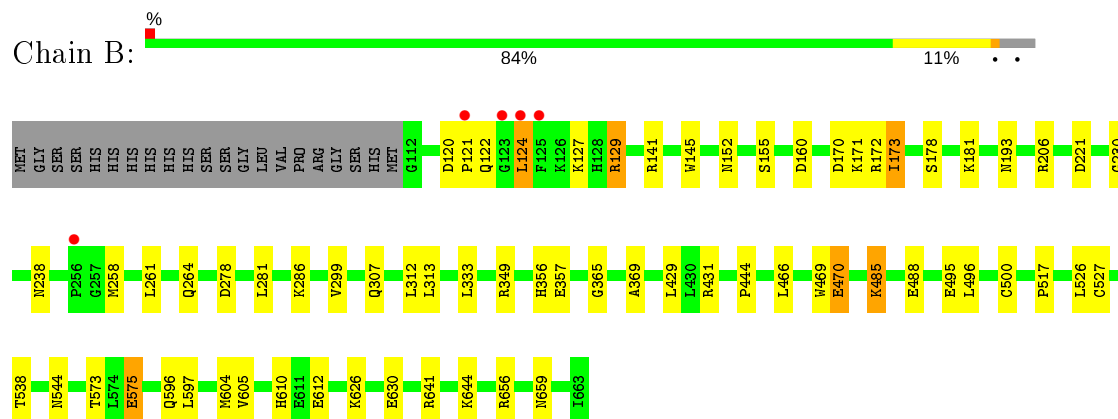 %
Chain B:
84% 11% • •
MET GLY SER SER HIS HIS HIS HIS HIS HIS SER SER GLY LEU VAL PRO ARG GLY SER HIS MET G112 D120 P121 Q122 G123 L124 F125 K126 K127 H128 R129 R141 W145 N152 S155 D160 D170 K171 R172 I173 S178 K181 N193 R206 D221
N238 P256 G257 M258 L261 Q264 D278 L281 K286 V299 Q307 L312 L313 L333 R349 H356 E357 G365 A369 L429 L430 R431 P444 L466 W469 E470 K485 E488 E495 L496 C500 P517 L526 C527
T538 N544 T573 L574 E575 Q596 L597 M604 V605 H610 E611 E612 K626 E630 R641 K644 R656 N659 I663